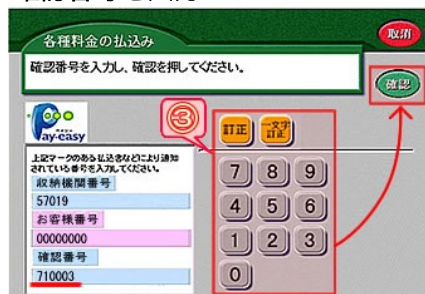 各種料金の払込み
取消
確認番号を入力し、確認を押してください。
確認
Pay-easy
③
訂正
一文字
訂正
上記マークのある払込書などにより通知
されている番号を入力してください。
収納機関番号
57019
お客様番号
00000000
確認番号
710003
7 8 9
4 5 6
1 2 3
0